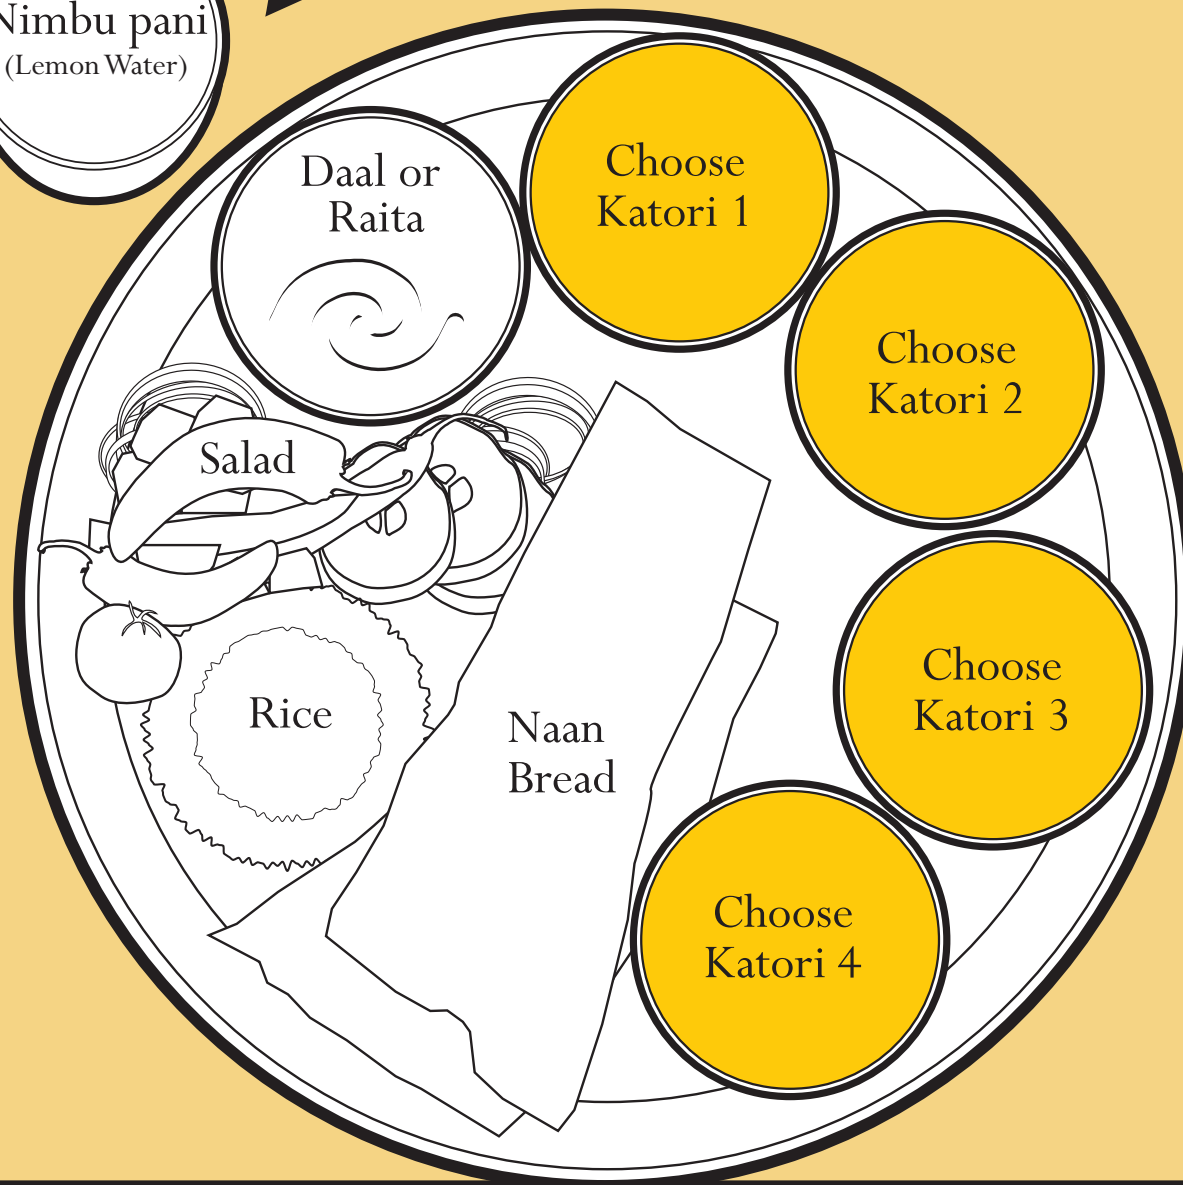 Nimbu pani
(Lemon Water)
Daal or
Raita
Choose
Katori 1
Choose
Katori 2
Salad
Choose
Katori 3
Rice
Naan
Bread
Choose
Katori 4